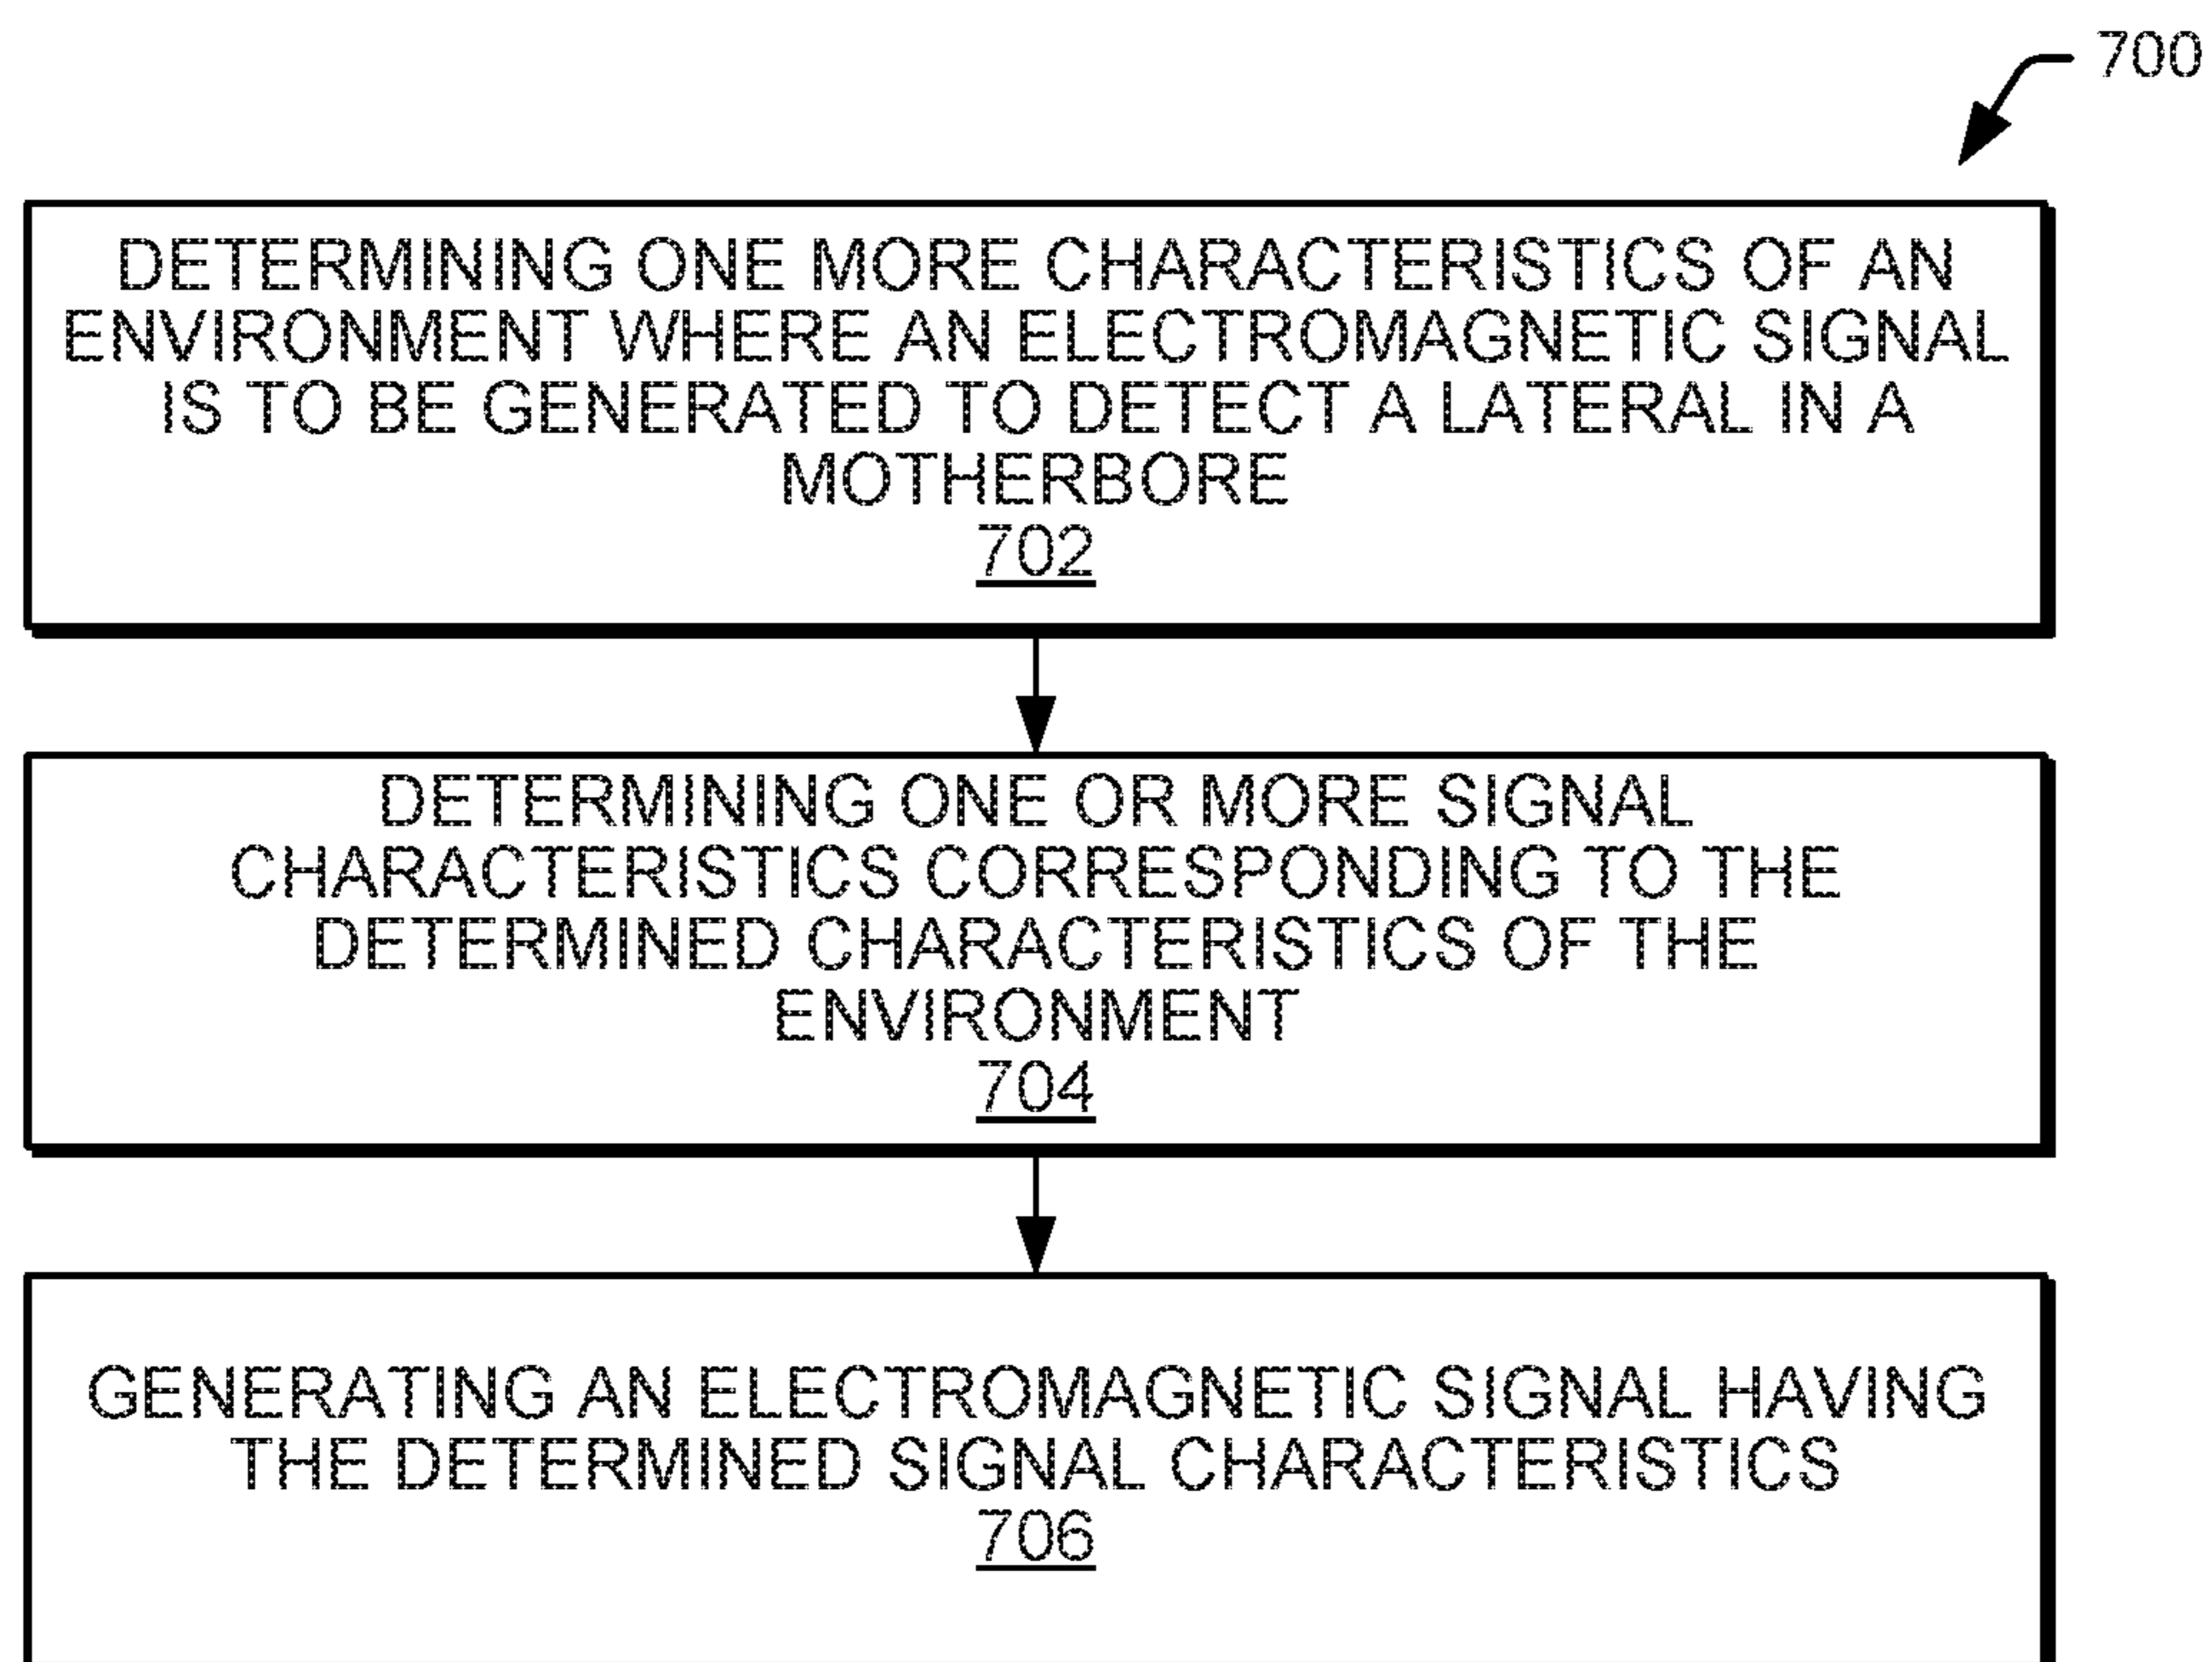 700
DETERMINING ONE MORE CHARACTERISTICS OF AN
ENVIRONMENT WHERE AN ELECTROMAGNETIC SIGNAL
IS TO BE GENERATED TO DETECT A LATERAL IN A
MOTHERBORE
702
DETERMINING ONE OR MORE SIGNAL
CHARACTERISTICS CORRESPONDING TO THE
DETERMINED CHARACTERISTICS OF THE
ENVIRONMENT
704
GENERATING AN ELECTROMAGNETIC SIGNAL HAVING
THE DETERMINED SIGNAL CHARACTERISTICS
706